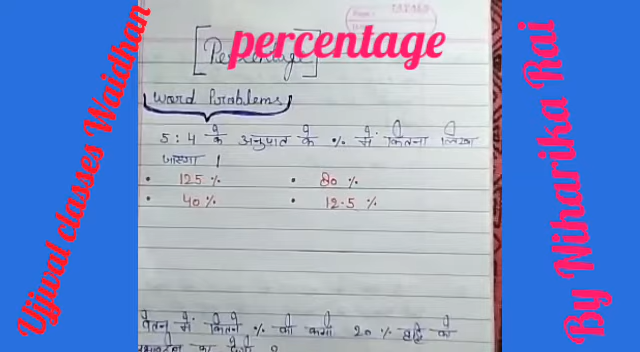 percentage
[Percentage]
Word Problems
5 : 4 के अनुपात के % में कितना लिखा
जाएगा ।
• 125 % • 80 %
• 40 % • 12.5 %
वेतन में कितने % की कमी 20 % वृद्धि को
Ujjwal classes Waidhan
By Niharika Rai